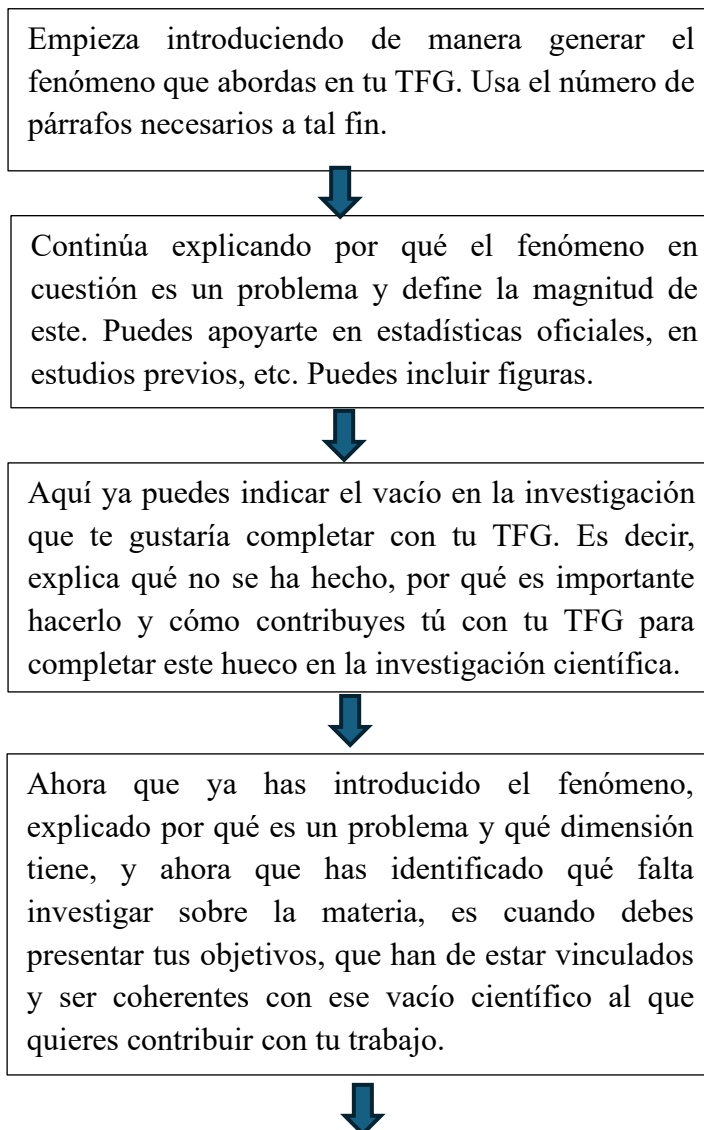 Empieza introduciendo de manera generar el
fenómeno que abordas en tu TFG. Usa el número de
párrafos necesarios a tal fin.
Continúa explicando por qué el fenómeno en
cuestión es un problema y define la magnitud de
este. Puedes apoyarte en estadísticas oficiales, en
estudios previos, etc. Puedes incluir figuras.
Aquí ya puedes indicar el vacío en la investigación
que te gustaría completar con tu TFG. Es decir,
explica qué no se ha hecho, por qué es importante
hacerlo y cómo contribuyes tú con tu TFG para
completar este hueco en la investigación científica.
Ahora que ya has introducido el fenómeno,
explicado por qué es un problema y qué dimensión
tiene, y ahora que has identificado qué falta
investigar sobre la materia, es cuando debes
presentar tus objetivos, que han de estar vinculados
y ser coherentes con ese vacío científico al que
quieres contribuir con tu trabajo.